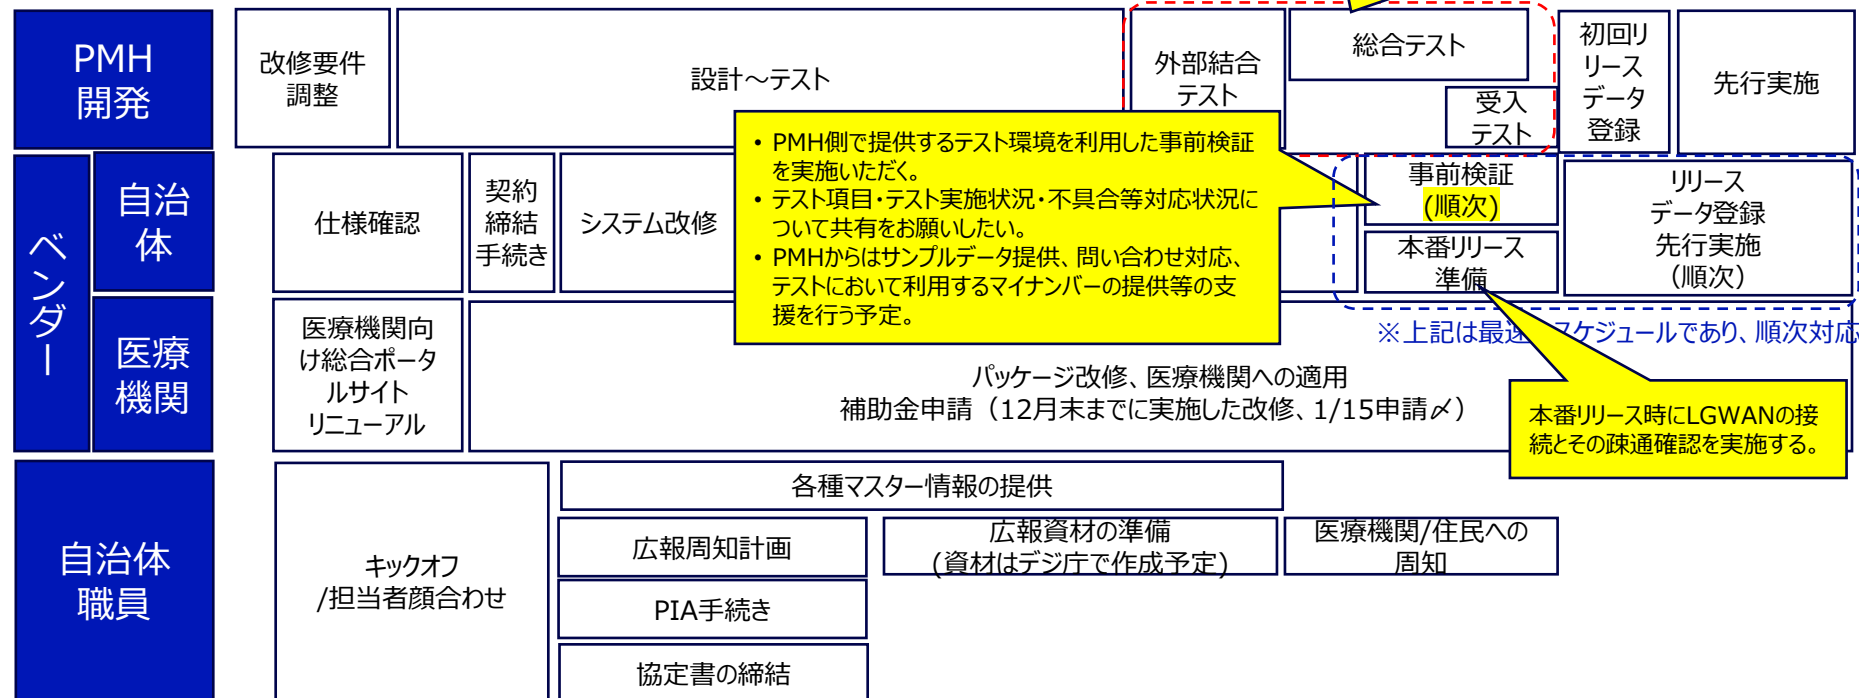 PMH
開発
改修要件
調整
設計～テスト
外部結合
テスト
総合テスト
受入
テスト
初回リ
リース
データ
登録
先行実施
ベンダー
自治
体
仕様確認
契約
締結
手続き
システム改修
• PMH側で提供するテスト環境を利用した事前検証
を実施いただく。
• テスト項目・テスト実施状況・不具合等対応状況に
ついて共有をお願いしたい。
• PMHからはサンプルデータ提供、問い合わせ対応、
テストにおいて利用するマイナンバーの提供等の支
援を行う予定。
事前検証
(順次)
本番リリース
準備
リリース
データ登録
先行実施
（順次）
※上記は最速
スケジュールであり、順次対応
医療
機関
医療機関向
け総合ポータ
ルサイト
リニューアル
パッケージ改修、医療機関への適用
補助金申請（12月末までに実施した改修、1/15申請〆）
本番リリース時にLGWANの接
続とその疎通確認を実施する。
自治体
職員
キックオフ
/担当者顔合わせ
各種マスター情報の提供
広報周知計画
広報資材の準備
(資材はデジ庁で作成予定)
医療機関/住民への
周知
PIA手続き
協定書の締結